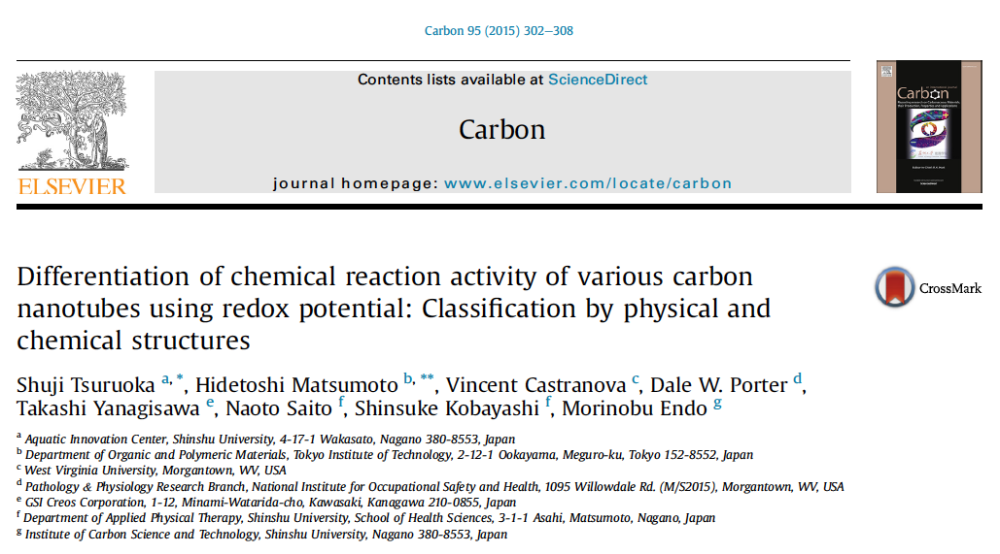 Carbon 95 (2015) 302–308
Contents lists available at ScienceDirect
Carbon
journal homepage: www.elsevier.com/locate/carbon
ELSEVIER
Carbon
Differentiation of chemical reaction activity of various carbon
nanotubes using redox potential: Classification by physical and
chemical structures
CrossMark
Shuji Tsuruoka a, *, Hidetoshi Matsumoto b, **, Vincent Castranova c, Dale W. Porter d,
Takashi Yanagisawa e, Naoto Saito f, Shinsuke Kobayashi f, Morinobu Endo g
a Aquatic Innovation Center, Shinshu University, 4-17-1 Wakasato, Nagano 380-8553, Japan
b Department of Organic and Polymeric Materials, Tokyo Institute of Technology, 2-12-1 Ookayama, Meguro-ku, Tokyo 152-8552, Japan
c West Virginia University, Morgantown, WV, USA
d Pathology & Physiology Research Branch, National Institute for Occupational Safety and Health, 1095 Willowdale Rd. (M/S2015), Morgantown, WV, USA
e GSI Creos Corporation, 1-12, Minami-Watarida-cho, Kawasaki, Kanagawa 210-0855, Japan
f Department of Applied Physical Therapy, Shinshu University, School of Health Sciences, 3-1-1 Asahi, Matsumoto, Nagano, Japan
g Institute of Carbon Science and Technology, Shinshu University, Nagano 380-8553, Japan